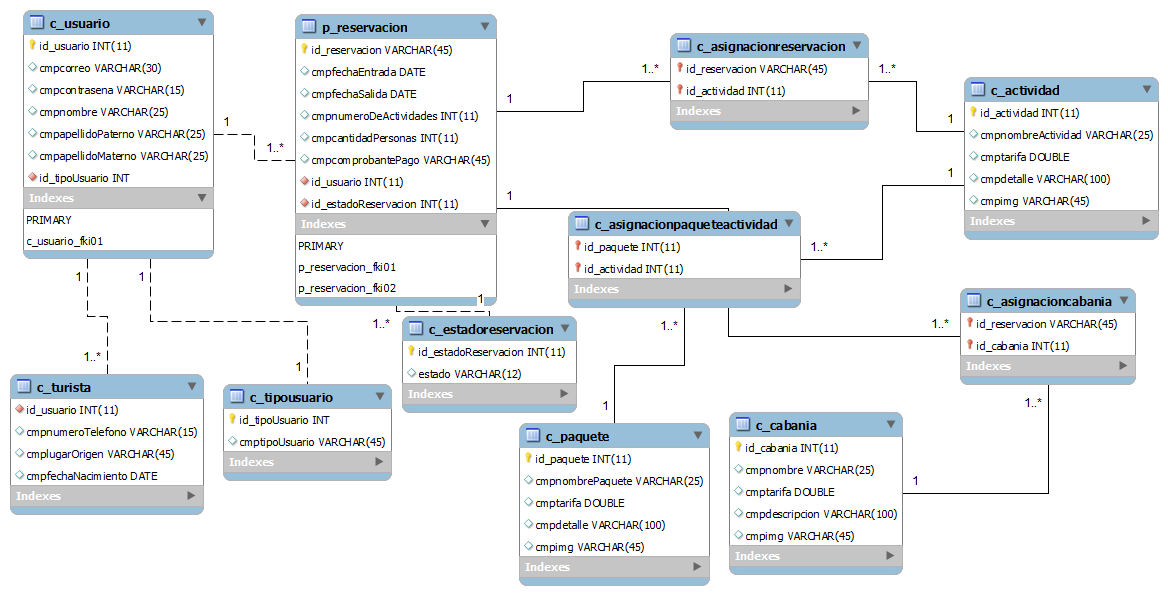 c_usuario
id_usuario INT(11)
cmpcorreo VARCHAR(30)
cmpcontrasena VARCHAR(15)
cmpnombre VARCHAR(25)
cmpapellidoPaterno VARCHAR(25)
cmpapellidoMaterno VARCHAR(25)
id_tipoUsuario INT
Indexes
PRIMARY
c_usuario_fki01
1
1..*
p_reservacion
id_reservacion VARCHAR(45)
cmpfechaEntrada DATE
cmpfechaSalida DATE
cmpnumeroDeActividades INT(11)
cmpcantidadPersonas INT(11)
cmpcomprobantePago VARCHAR(45)
id_usuario INT(11)
id_estadoReservacion INT(11)
Indexes
PRIMARY
p_reservacion_fki01
p_reservacion_fki02
1
1..*
c_asignacionreservacion
id_reservacion VARCHAR(45)
id_actividad INT(11)
Indexes
1..*
1
c_actividad
id_actividad INT(11)
cmpnombreActividad VARCHAR(25)
cmptarifa DOUBLE
cmpdetalle VARCHAR(100)
cmpimg VARCHAR(45)
Indexes
1
1
c_asignacionpaqueteactividad
id_paquete INT(11)
id_actividad INT(11)
Indexes
1..*
1
1
1..*
1
1..*
c_estadoreservacion
id_estadoReservacion INT(11)
estado VARCHAR(12)
Indexes
1..*
1..*
c_asignacioncabania
id_reservacion VARCHAR(45)
id_cabania INT(11)
Indexes
1..*
c_turista
id_usuario INT(11)
cmpnumeroTelefono VARCHAR(15)
cmplugarOrigen VARCHAR(45)
cmpfechaNacimiento DATE
Indexes
1
c_tipousuario
id_tipoUsuario INT
cmptipoUsuario VARCHAR(45)
Indexes
1
c_paquete
id_paquete INT(11)
cmpnombrePaquete VARCHAR(25)
cmptarifa DOUBLE
cmpdetalle VARCHAR(100)
cmpimg VARCHAR(45)
Indexes
c_cabania
id_cabania INT(11)
cmpnombre VARCHAR(25)
cmptarifa DOUBLE
cmpdescripcion VARCHAR(100)
cmpimg VARCHAR(45)
Indexes
1